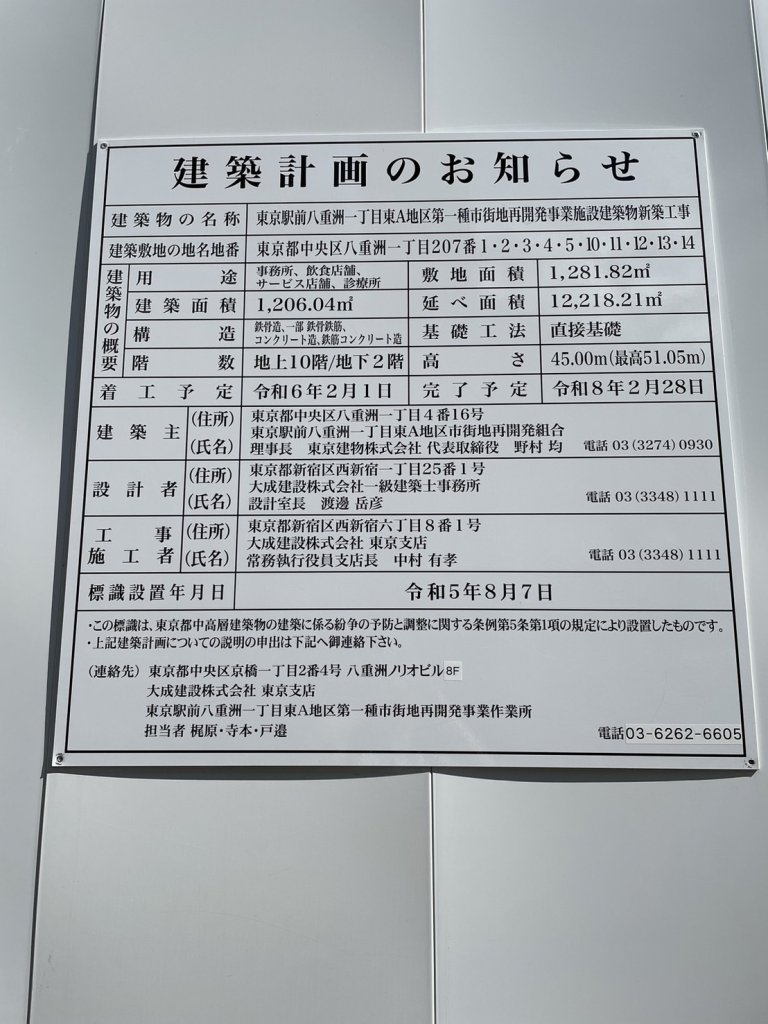 建築計画のお知らせ
建築物の名称 東京駅前八重洲一丁目東A地区第一種市街地再開発事業施設建築物新築工事
建築敷地の地名地番 東京都中央区八重洲一丁目207番1・2・3・4・5・10・11・12・13・14
建築物の概要
用途 事務所、飲食店舗、
サービス店舗、診療所
敷地面積 1,281.82㎡
建築面積 1,206.04㎡ 延べ面積 12,218.21㎡
構造 鉄骨造、一部 鉄骨鉄筋、
コンクリート造、鉄筋コンクリート造
基礎工法 直接基礎
階数 地上10階/地下2階 高さ 45.00m(最高51.05m)
着工予定 令和6年2月1日 完了予定 令和8年2月28日
建築主 (住所) 東京都中央区八重洲一丁目4番16号
東京駅前八重洲一丁目東A地区市街地再開発組合
(氏名) 理事長 東京建物株式会社 代表取締役 野村 均 電話 03(3274)0930
設計者 (住所) 東京都新宿区西新宿一丁目25番1号
大成建設株式会社一級建築士事務所
(氏名) 設計室長 渡邊 岳彦 電話 03(3348)1111
工事施工者 (住所) 東京都新宿区西新宿六丁目8番1号
大成建設株式会社 東京支店
(氏名) 常務執行役員支店長 中村 有孝 電話 03(3348)1111
標識設置年月日 令和5年8月7日
・この標識は、東京都中高層建築物の建築に係る紛争の予防と調整に関する条例第5条第1項の規定により設置したものです。
・上記建築計画についての説明の申出は下記へ御連絡下さい。
(連絡先) 東京都中央区京橋一丁目2番4号 八重洲ノリオビル8F
大成建設株式会社 東京支店
東京駅前八重洲一丁目東A地区第一種市街地再開発事業作業所
担当者 梶原・寺本・戸邉 電話03-6262-6605